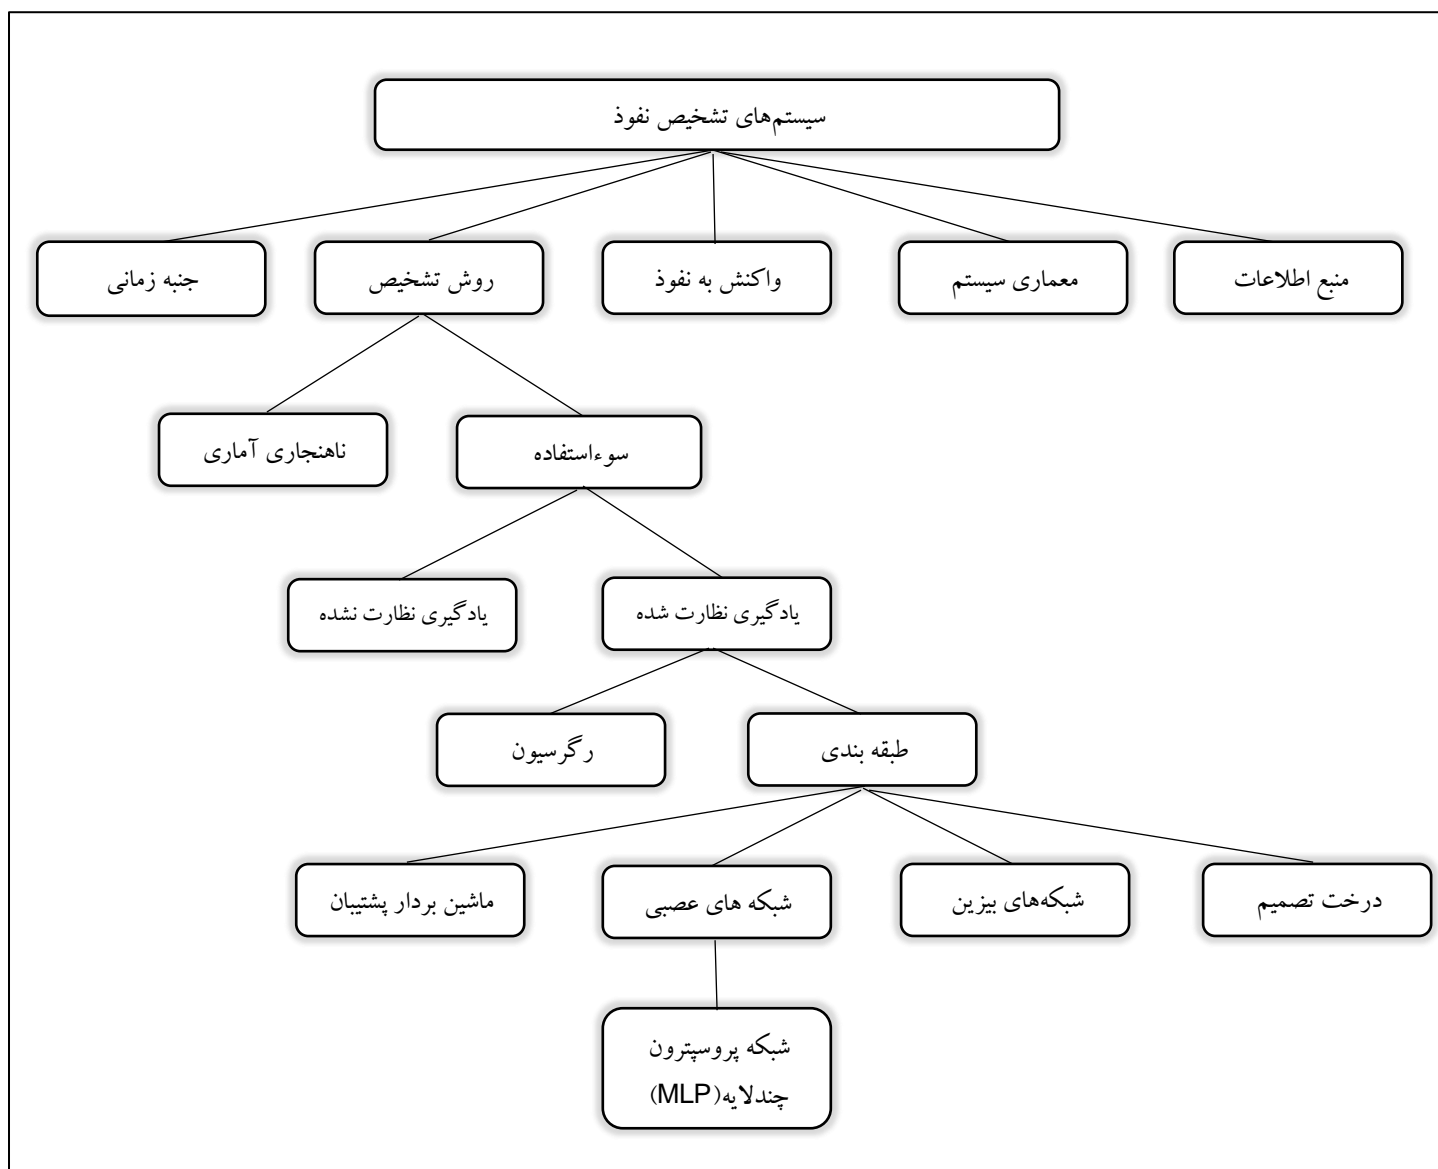 سیستم‌های تشخیص نفوذ
منبع اطلاعات
معماری سیستم
واکنش به نفوذ
روش تشخیص
جنبه زمانی
سوءاستفاده
ناهنجاری آماری
یادگیری نظارت شده
یادگیری نظارت نشده
طبقه بندی
رگرسیون
درخت تصمیم
شبکه‌های بیزین
شبکه های عصبی
ماشین بردار پشتیبان
شبکه پروسپترون
چندلایه(MLP)